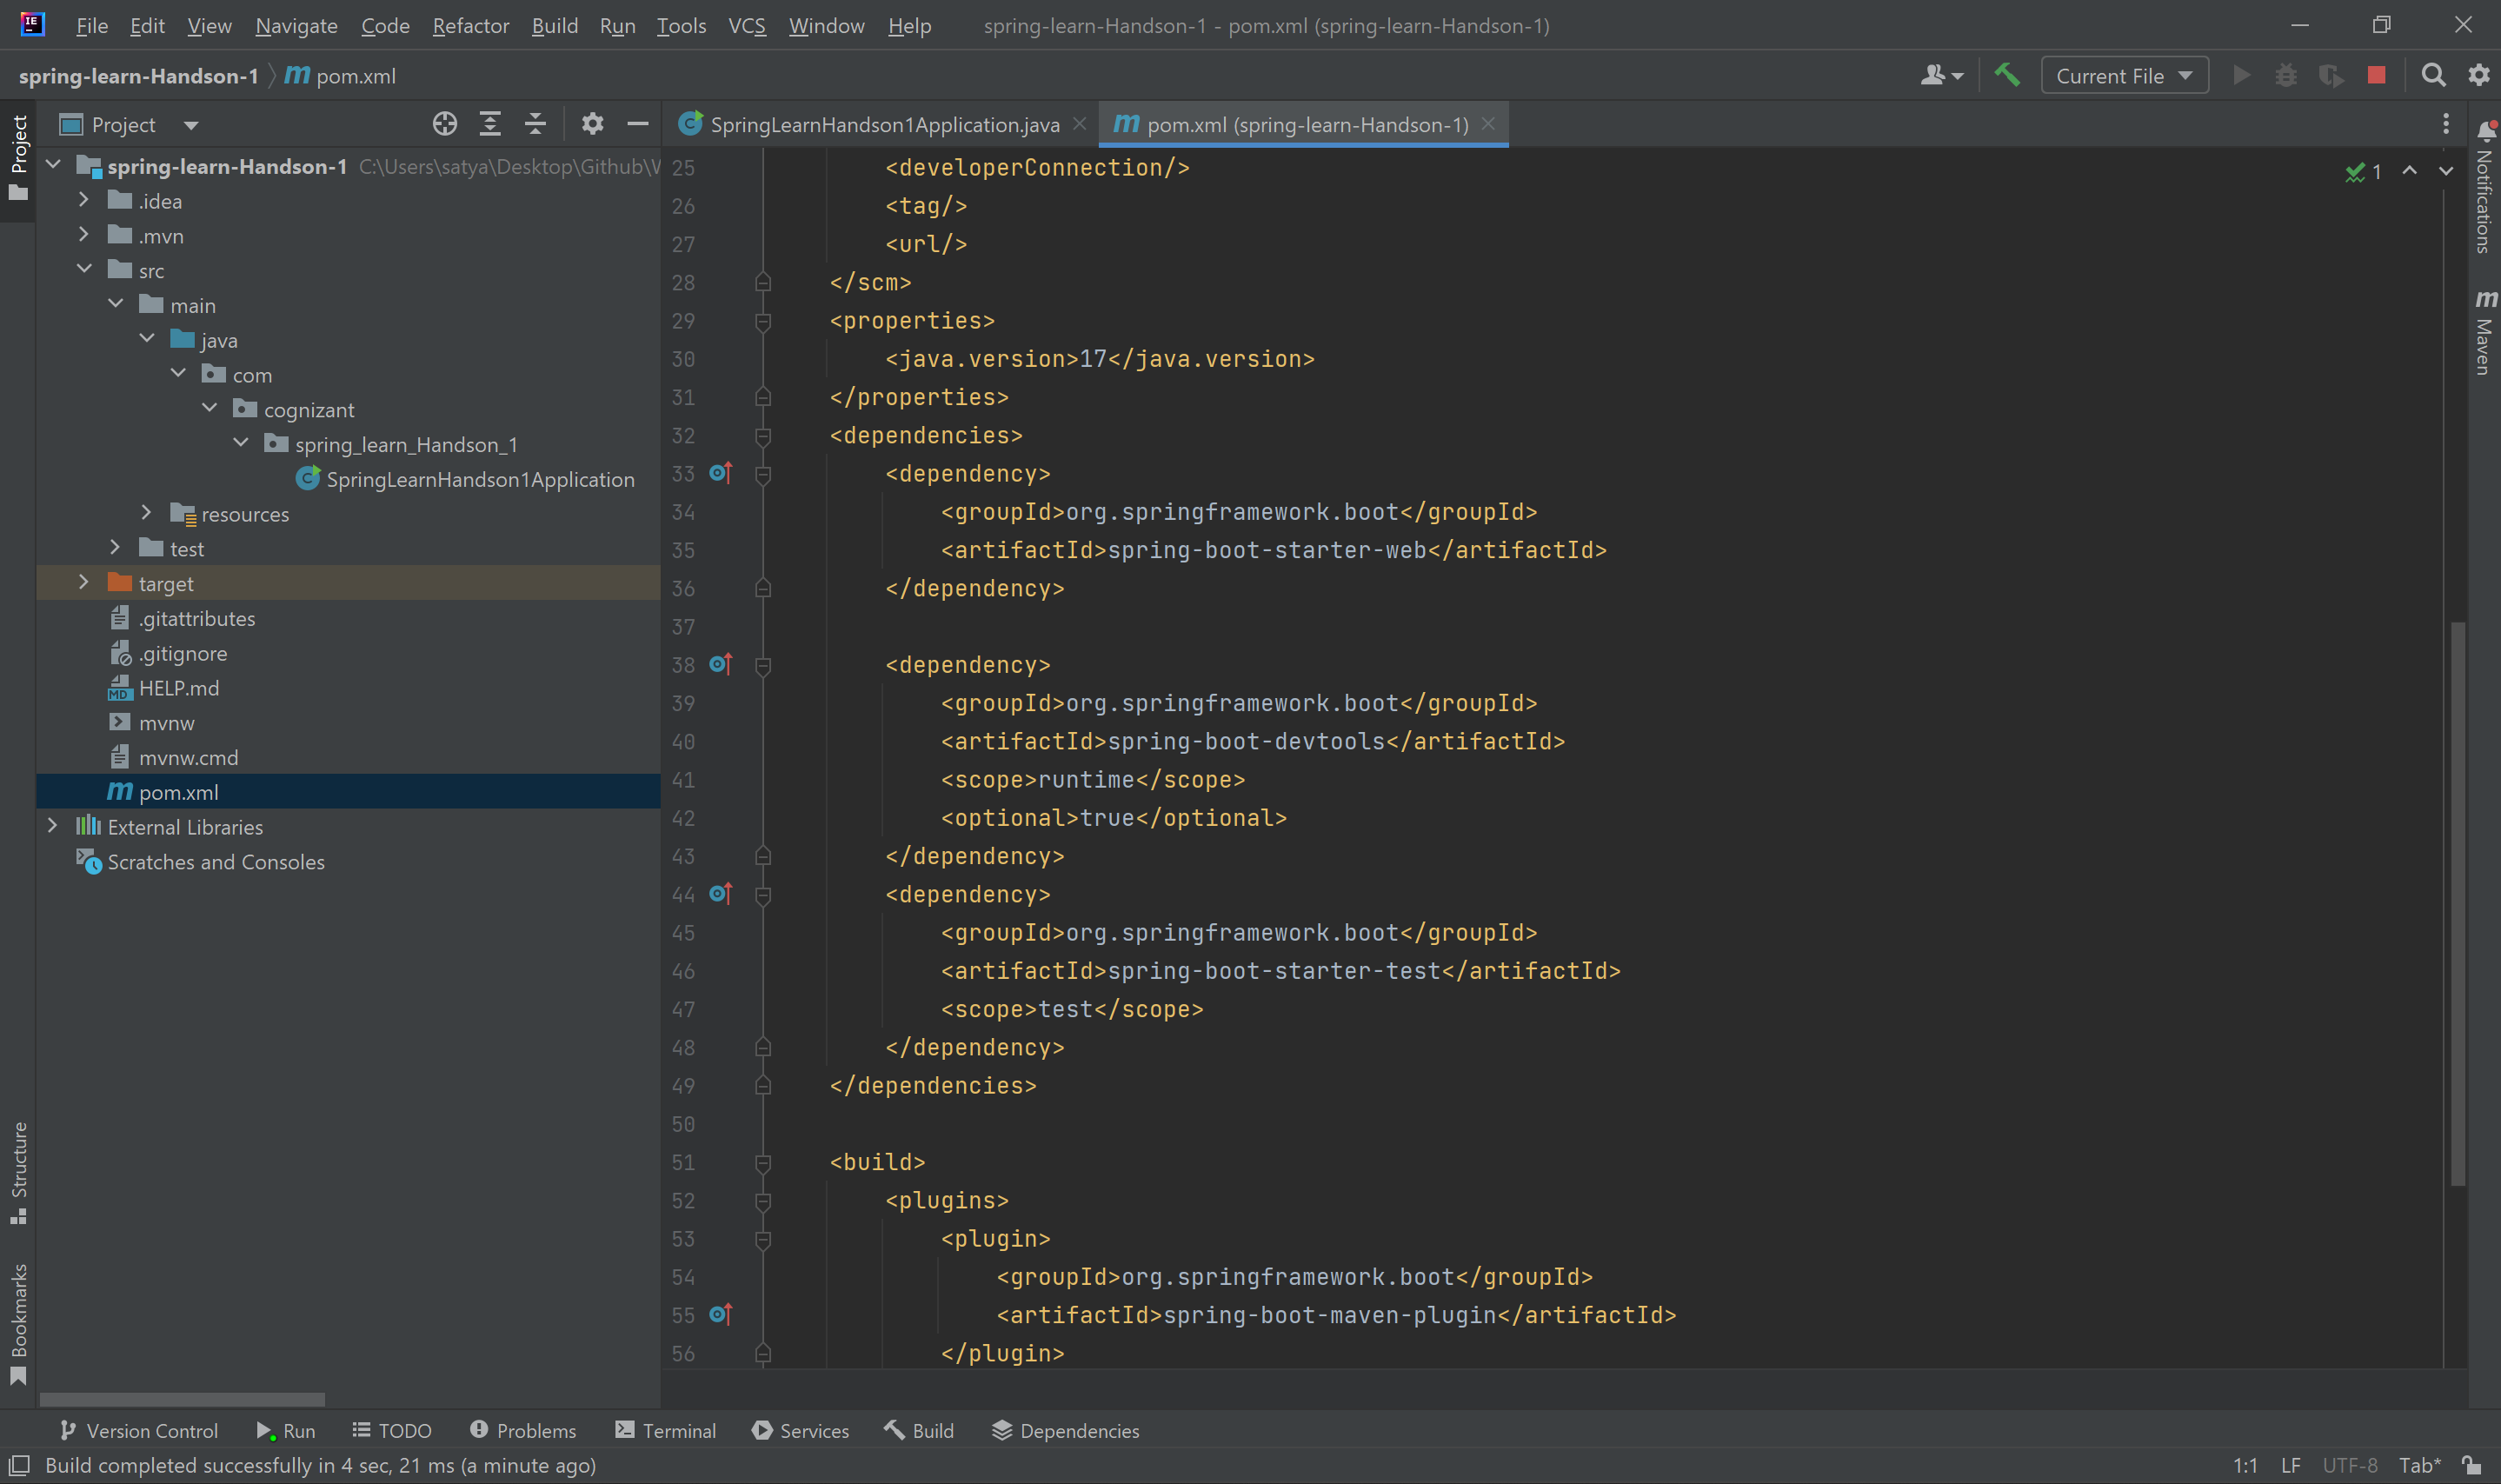 File Edit View Navigate Code Refactor Build Run Tools VCS Window Help spring-learn-Handson-1 - pom.xml (spring-learn-Handson-1)
spring-learn-Handson-1 pom.xml
Current File
Project
Project
SpringLearnHandson1Application.java
pom.xml (spring-learn-Handson-1)
spring-learn-Handson-1 C:\Users\satya\Desktop\Github\W
.idea
.mvn
src
main
java
com
cognizant
spring_learn_Handson_1
SpringLearnHandson1Application
resources
test
target
.gitattributes
.gitignore
HELP.md
mvnw
mvnw.cmd
pom.xml
External Libraries
Scratches and Consoles
Structure
Bookmarks
25 <developerConnection/>
26 <tag/>
27 <url/>
28 </scm>
29 <properties>
30 <java.version>17</java.version>
31 </properties>
32 <dependencies>
33 <dependency>
34 <groupId>org.springframework.boot</groupId>
35 <artifactId>spring-boot-starter-web</artifactId>
36 </dependency>
37
38 <dependency>
39 <groupId>org.springframework.boot</groupId>
40 <artifactId>spring-boot-devtools</artifactId>
41 <scope>runtime</scope>
42 <optional>true</optional>
43 </dependency>
44 <dependency>
45 <groupId>org.springframework.boot</groupId>
46 <artifactId>spring-boot-starter-test</artifactId>
47 <scope>test</scope>
48 </dependency>
49 </dependencies>
50
51 <build>
52 <plugins>
53 <plugin>
54 <groupId>org.springframework.boot</groupId>
55 <artifactId>spring-boot-maven-plugin</artifactId>
56 </plugin>
1
Notifications
Maven
Version Control Run TODO Problems Terminal Services Build Dependencies
Build completed successfully in 4 sec, 21 ms (a minute ago) 1:1 LF UTF-8 Tab*